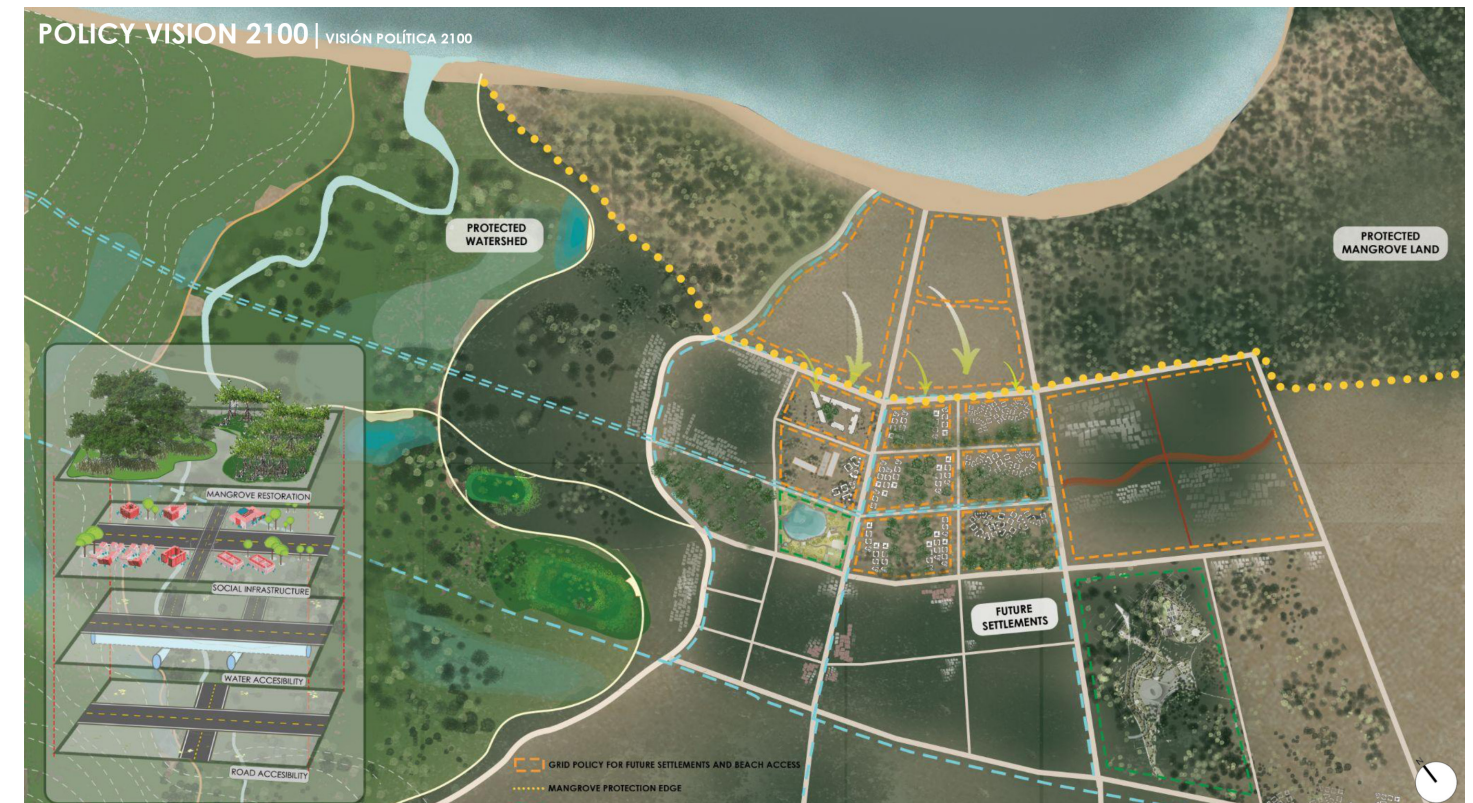 POLICY VISION 2100 | VISIÓN POLÍTICA 2100
PROTECTED
WATERSHED
PROTECTED
MANGROVE LAND
MANGROVE RESTORATION
SOCIAL INFRASTRUCTURE
WATER ACCESIBILITY
ROAD ACCESIBILITY
FUTURE
SETTLEMENTS
GRID POLICY FOR FUTURE SETTLEMENTS AND BEACH ACCESS
MANGROVE PROTECTION EDGE
N